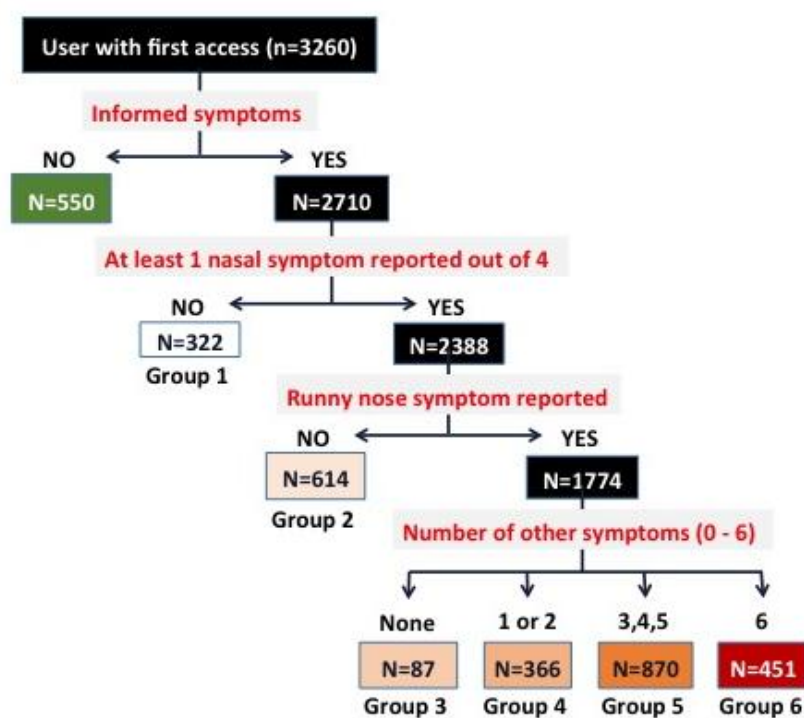 User with first access (n=3260)
Informed symptoms
NO YES
N=550 N=2710
At least 1 nasal symptom reported out of 4
NO YES
N=322 N=2388
Group 1
Runny nose symptom reported
NO YES
N=614 N=1774
Group 2
Number of other symptoms (0 - 6)
None 1 or 2 3,4,5 6
N=87 N=366 N=870 N=451
Group 3 Group 4 Group 5 Group 6